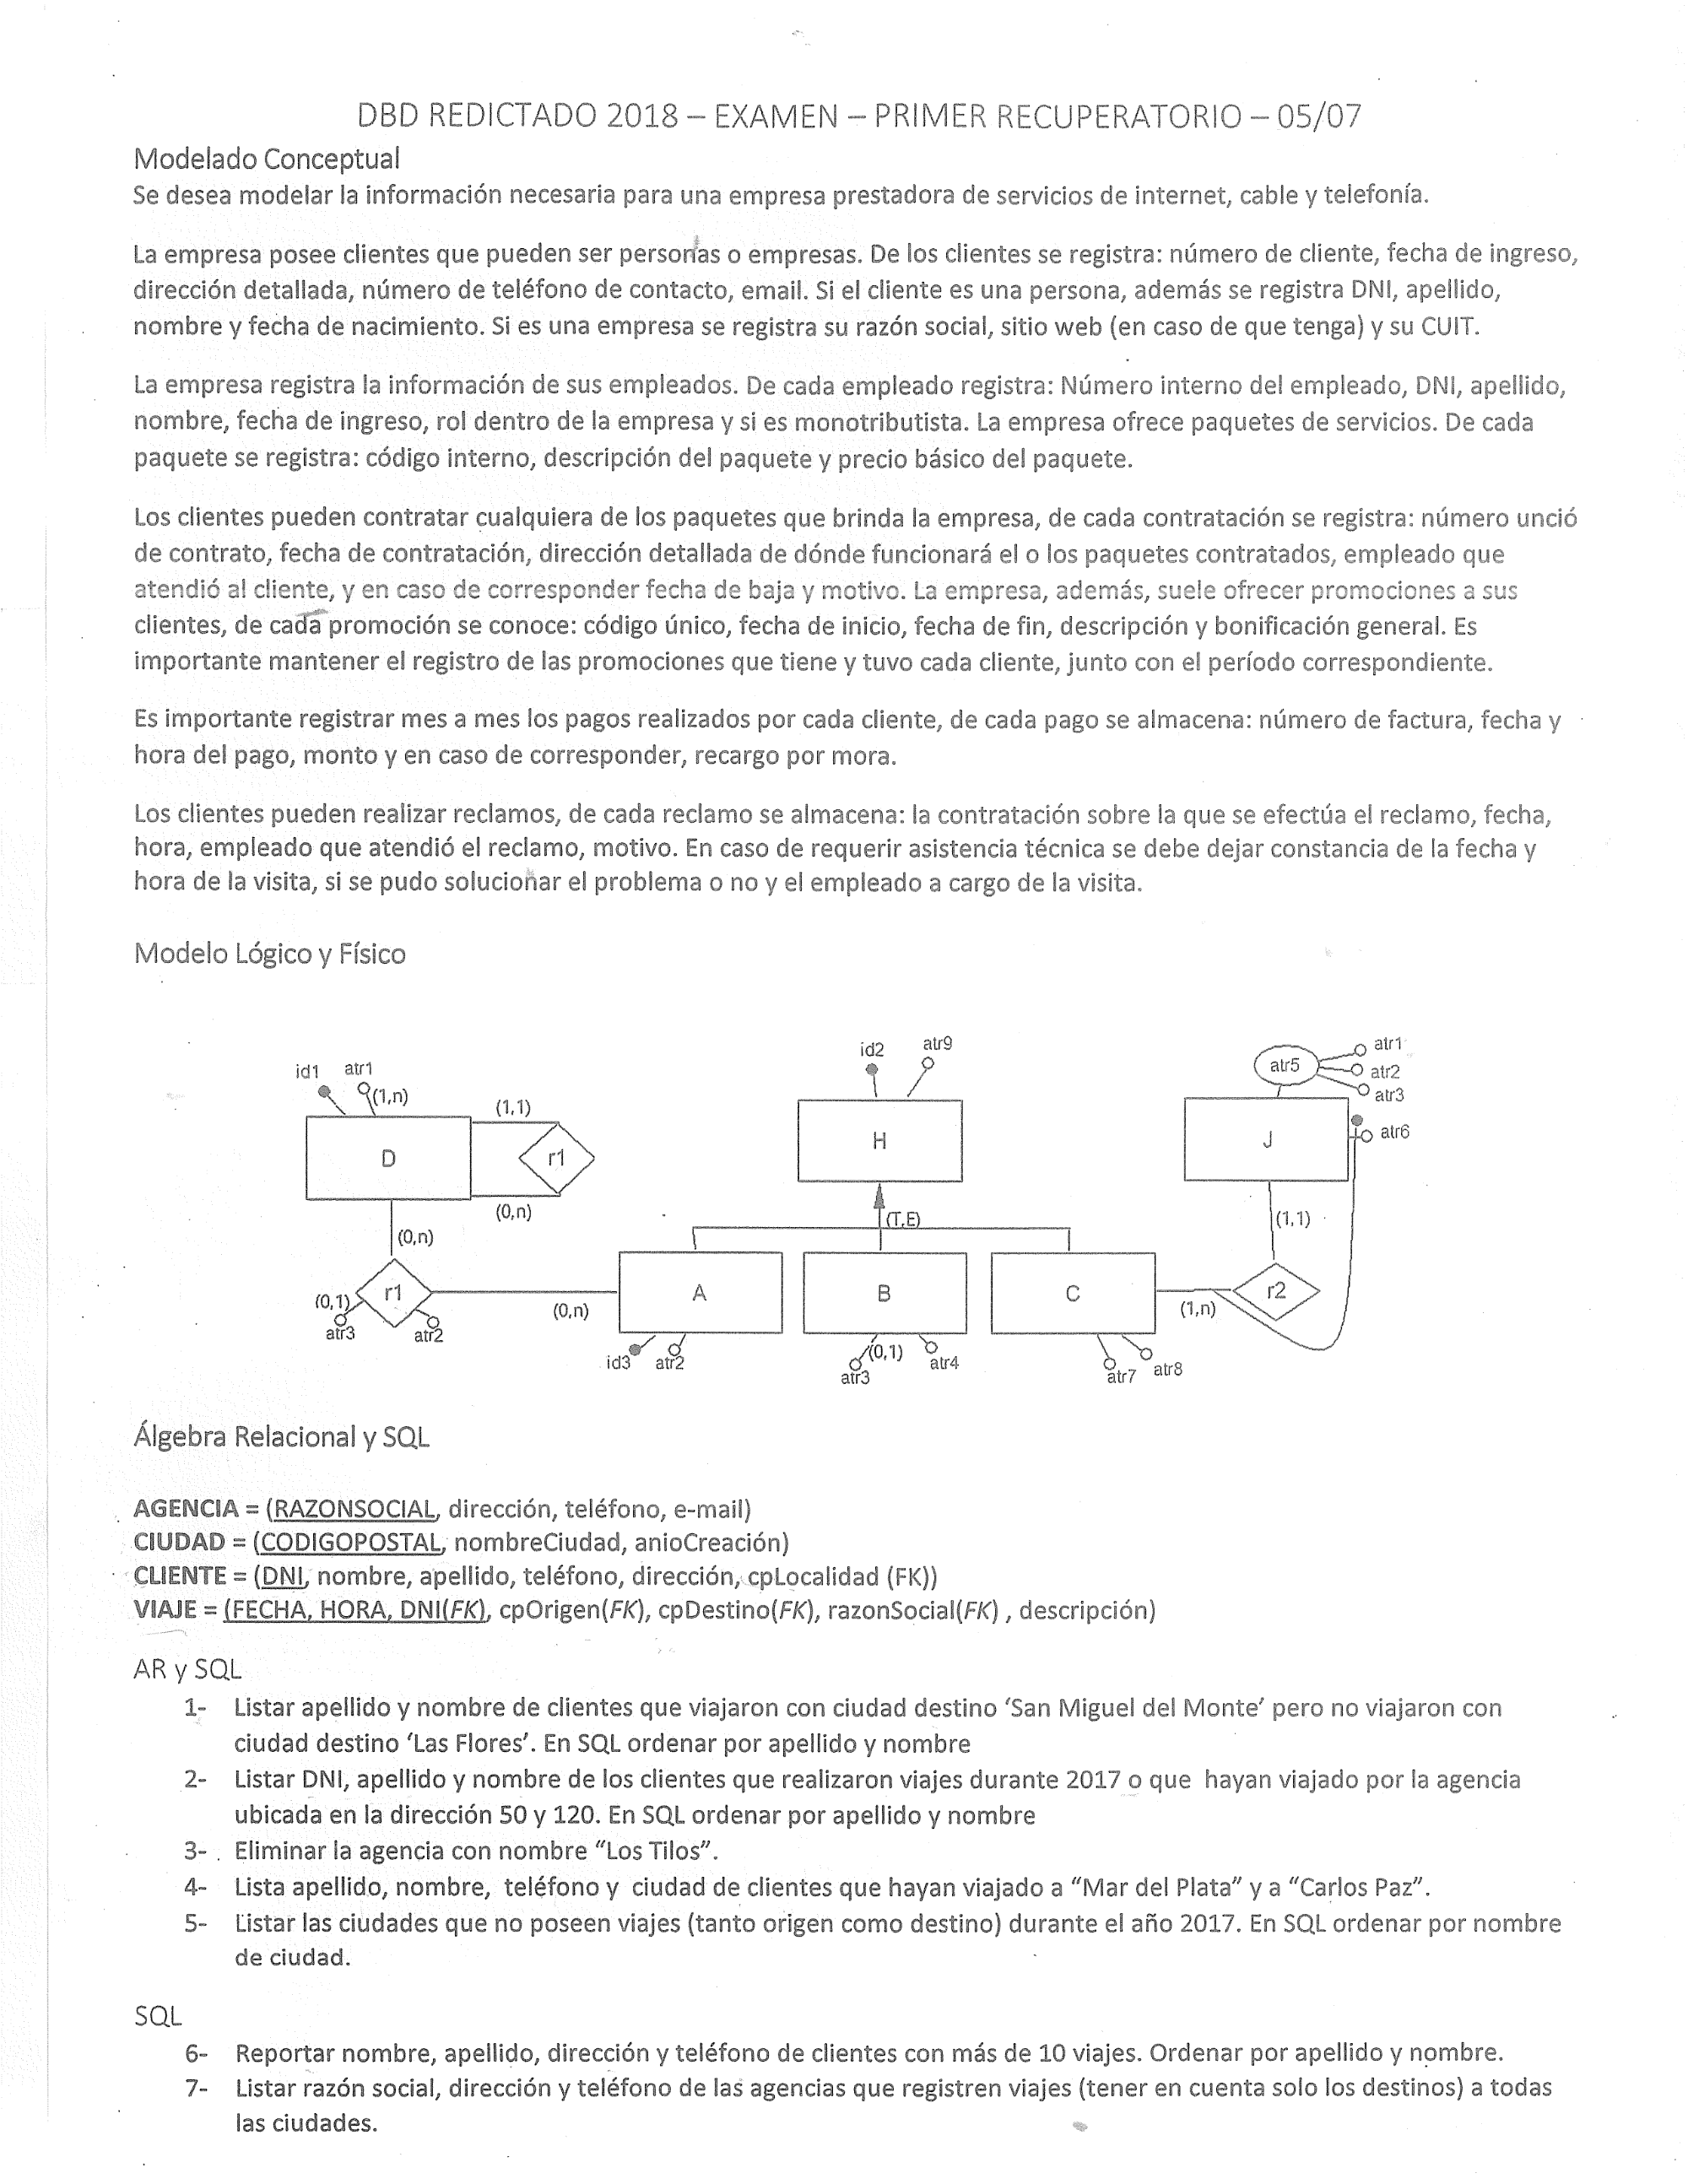 DBD REDICTADO 2018 – EXAMEN – PRIMER RECUPERATORIO – 05/07
Modelado Conceptual
Se desea modelar la información necesaria para una empresa prestadora de servicios de internet, cable y telefonía.
La empresa posee clientes que pueden ser personas o empresas. De los clientes se registra: número de cliente, fecha de ingreso,
dirección detallada, número de teléfono de contacto, email. Si el cliente es una persona, además se registra DNI, apellido,
nombre y fecha de nacimiento. Si es una empresa se registra su razón social, sitio web (en caso de que tenga) y su CUIT.
La empresa registra la información de sus empleados. De cada empleado registra: Número interno del empleado, DNI, apellido,
nombre, fecha de ingreso, rol dentro de la empresa y si es monotributista. La empresa ofrece paquetes de servicios. De cada
paquete se registra: código interno, descripción del paquete y precio básico del paquete.
Los clientes pueden contratar cualquiera de los paquetes que brinda la empresa, de cada contratación se registra: número unció
de contrato, fecha de contratación, dirección detallada de dónde funcionará el o los paquetes contratados, empleado que
atendió al cliente, y en caso de corresponder fecha de baja y motivo. La empresa, además, suele ofrecer promociones a sus
clientes, de cada promoción se conoce: código único, fecha de inicio, fecha de fin, descripción y bonificación general. Es
importante mantener el registro de las promociones que tiene y tuvo cada cliente, junto con el período correspondiente.
Es importante registrar mes a mes los pagos realizados por cada cliente, de cada pago se almacena: número de factura, fecha y
hora del pago, monto y en caso de corresponder, recargo por mora.
Los clientes pueden realizar reclamos, de cada reclamo se almacena: la contratación sobre la que se efectúa el reclamo, fecha,
hora, empleado que atendió el reclamo, motivo. En caso de requerir asistencia técnica se debe dejar constancia de la fecha y
hora de la visita, si se pudo solucionar el problema o no y el empleado a cargo de la visita.
Modelo Lógico y Físico
id1 atr1 (1,n)
D
(1,1)
r1
(0,n)
(0,n)
r1
(0,1)
atr3
atr2
(0,n)
id2 atr9
H
(T,E)
A
id3 atr2
B
(0,1)
atr3
atr4
C
atr7 atr8
(1,n)
r2
(1,1)
J
atr5
atr1
atr2
atr3
atr6
Álgebra Relacional y SQL
AGENCIA = (RAZONSOCIAL, dirección, teléfono, e-mail)
CIUDAD = (CODIGOPOSTAL, nombreCiudad, anioCreación)
CLIENTE = (DNI, nombre, apellido, teléfono, dirección, cpLocalidad (FK))
VIAJE = (FECHA, HORA, DNI(FK), cpOrigen(FK), cpDestino(FK), razonSocial(FK) , descripción)
AR y SQL
1- Listar apellido y nombre de clientes que viajaron con ciudad destino ‘San Miguel del Monte’ pero no viajaron con
ciudad destino ‘Las Flores’. En SQL ordenar por apellido y nombre
2- Listar DNI, apellido y nombre de los clientes que realizaron viajes durante 2017 o que hayan viajado por la agencia
ubicada en la dirección 50 y 120. En SQL ordenar por apellido y nombre
3- Eliminar la agencia con nombre “Los Tilos”.
4- Lista apellido, nombre, teléfono y ciudad de clientes que hayan viajado a “Mar del Plata” y a “Carlos Paz”.
5- Listar las ciudades que no poseen viajes (tanto origen como destino) durante el año 2017. En SQL ordenar por nombre
de ciudad.
SQL
6- Reportar nombre, apellido, dirección y teléfono de clientes con más de 10 viajes. Ordenar por apellido y nombre.
7- Listar razón social, dirección y teléfono de las agencias que registren viajes (tener en cuenta solo los destinos) a todas
las ciudades.